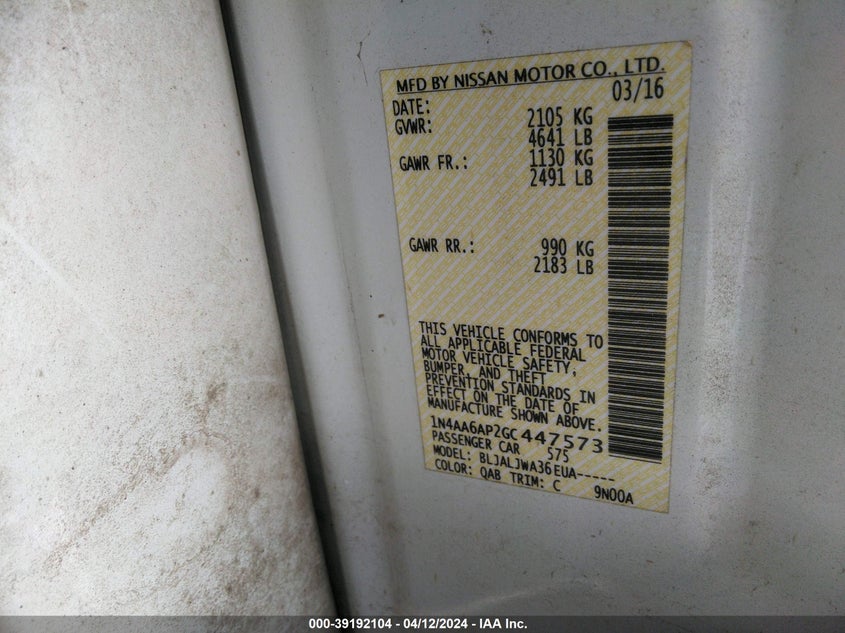 MFD BY NISSAN MOTOR CO., LTD.
DATE: 03/16
GVWR: 2105 KG
4641 LB
GAWR FR.: 1130 KG
2491 LB
GAWR RR.: 990 KG
2183 LB
THIS VEHICLE CONFORMS TO
ALL APPLICABLE FEDERAL
MOTOR VEHICLE SAFETY,
BUMPER, AND THEFT
PREVENTION STANDARDS IN
EFFECT ON THE DATE OF
MANUFACTURE SHOWN ABOVE.
1N4AA6AP2GC447573
PASSENGER CAR 575
MODEL: BLJALJWA36EUA-----
COLOR: QAB TRIM: C 9N00A
000-39192104 - 04/12/2024 - IAA Inc.